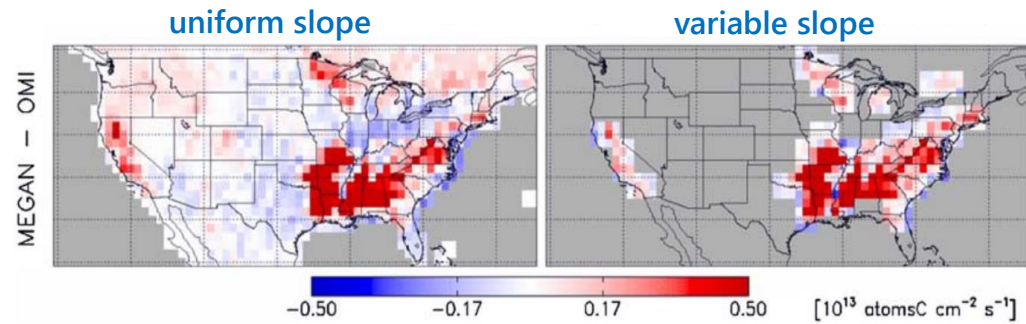 uniform slope
variable slope
MEGAN − OMI
−0.50
−0.17
0.17
0.50
[10¹³ atomsC cm⁻² s⁻¹]